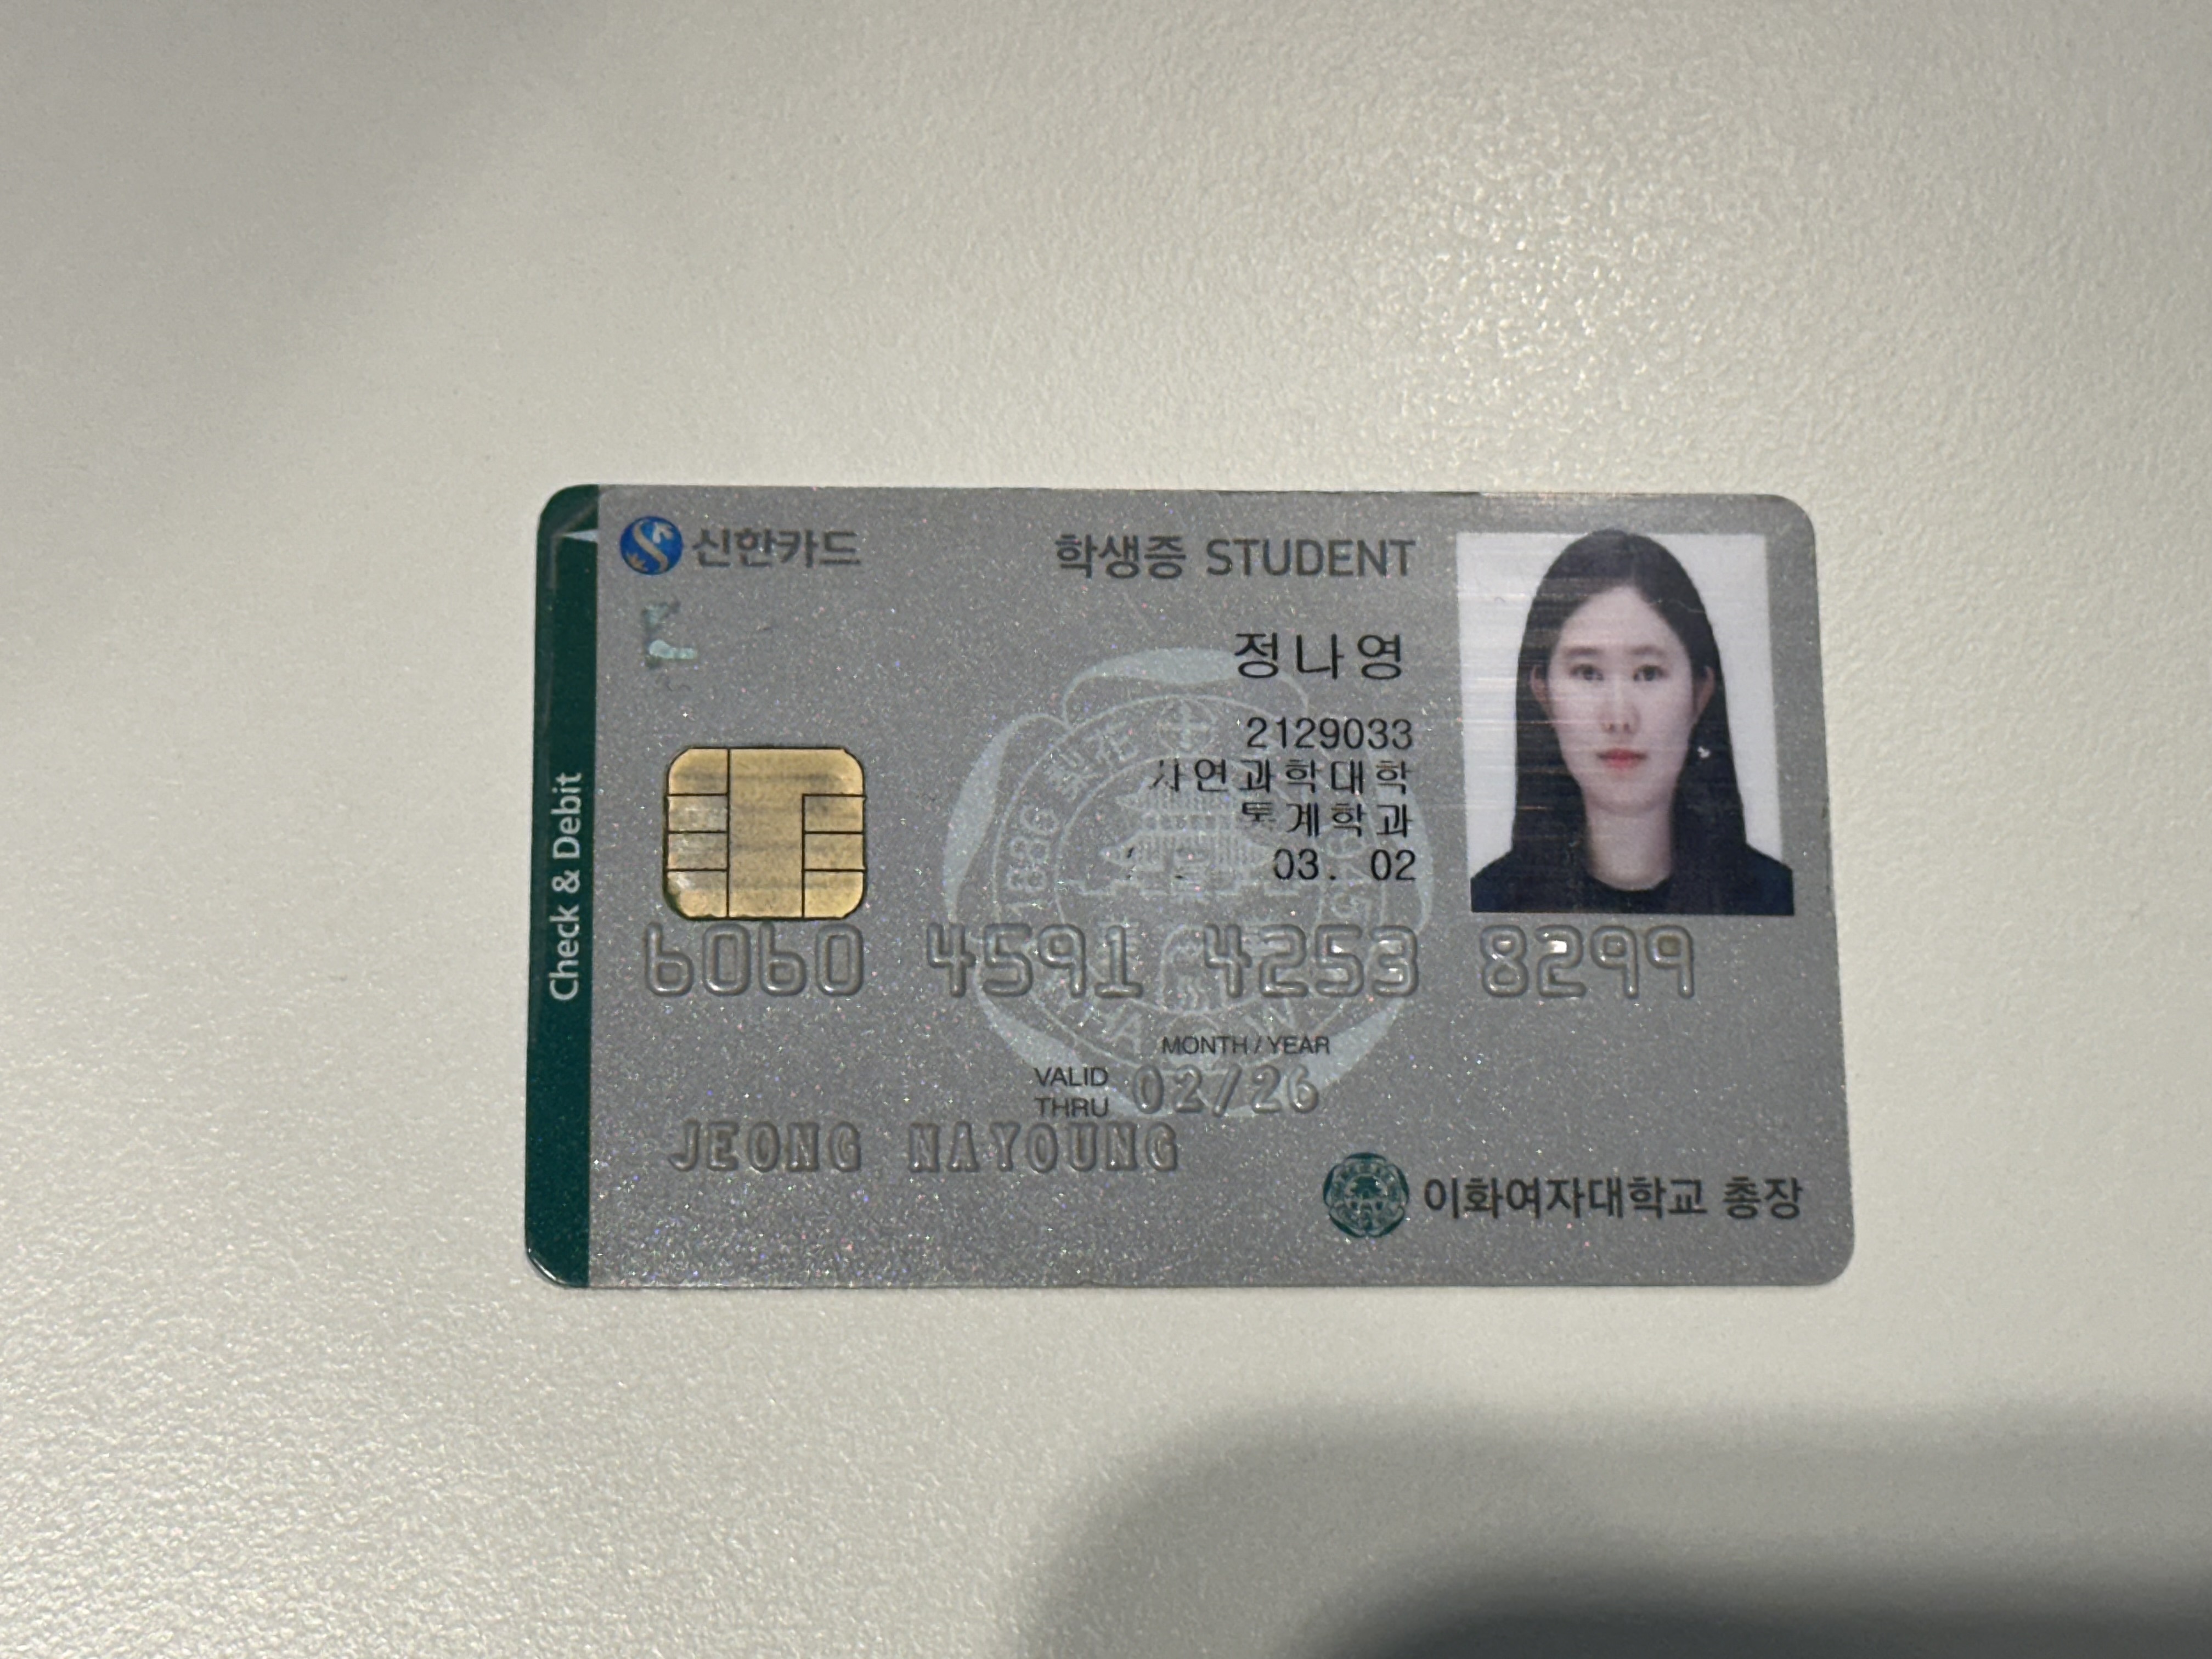 신한카드
학생증 STUDENT
정나영
2129033
자연과학대학
통계학과
03. 02
Check & Debit
6060 4591 4253 8299
MONTH / YEAR
VALID THRU 02/26
JEONG NAYOUNG
이화여자대학교 총장